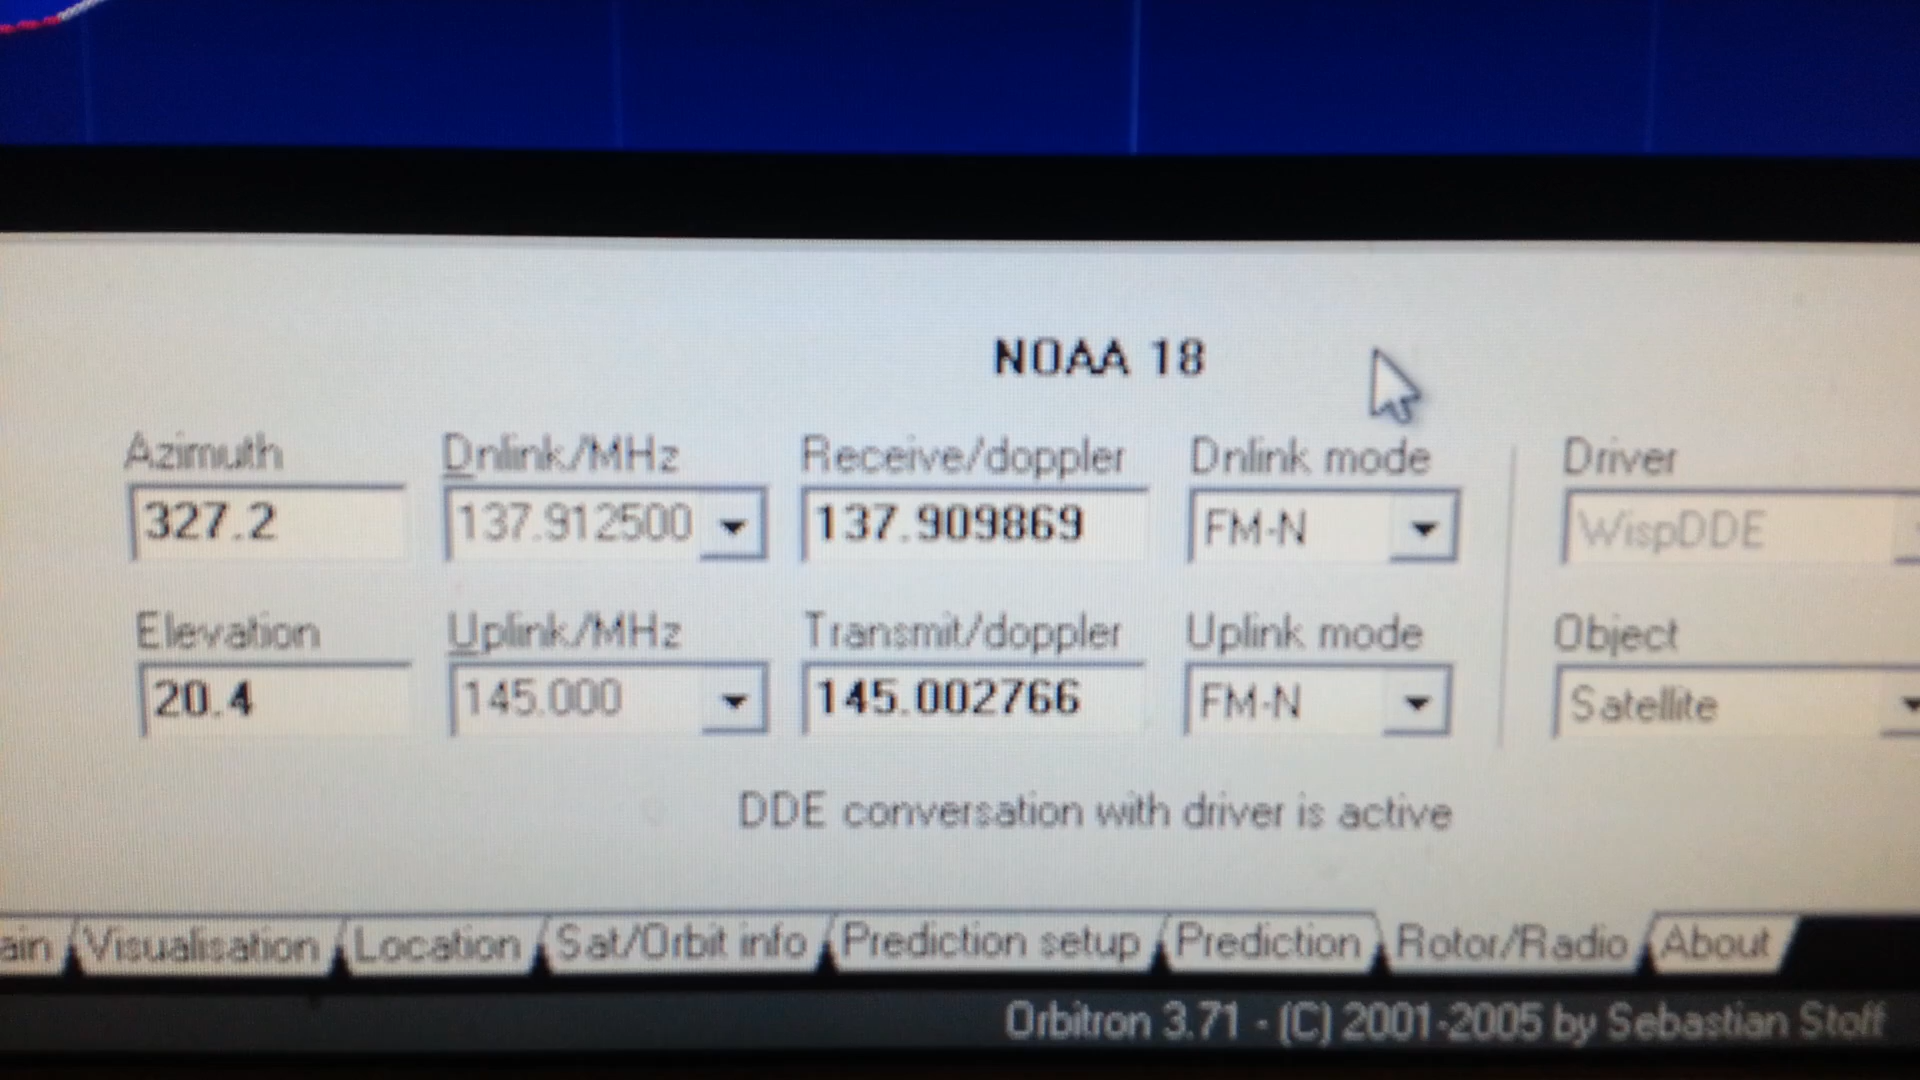 NOAA 18
Azimuth Dnlink/MHz Receive/doppler Dnlink mode Driver
327.2 137.912500 137.909869 FM-N WispDDE
Elevation Uplink/MHz Transmit/doppler Uplink mode Object
20.4 145.000 145.002766 FM-N Satellite
DDE conversation with driver is active
ain Visualisation Location Sat/Orbit info Prediction setup Prediction Rotor/Radio About
Orbitron 3.71 - (C) 2001-2005 by Sebastian Stoff